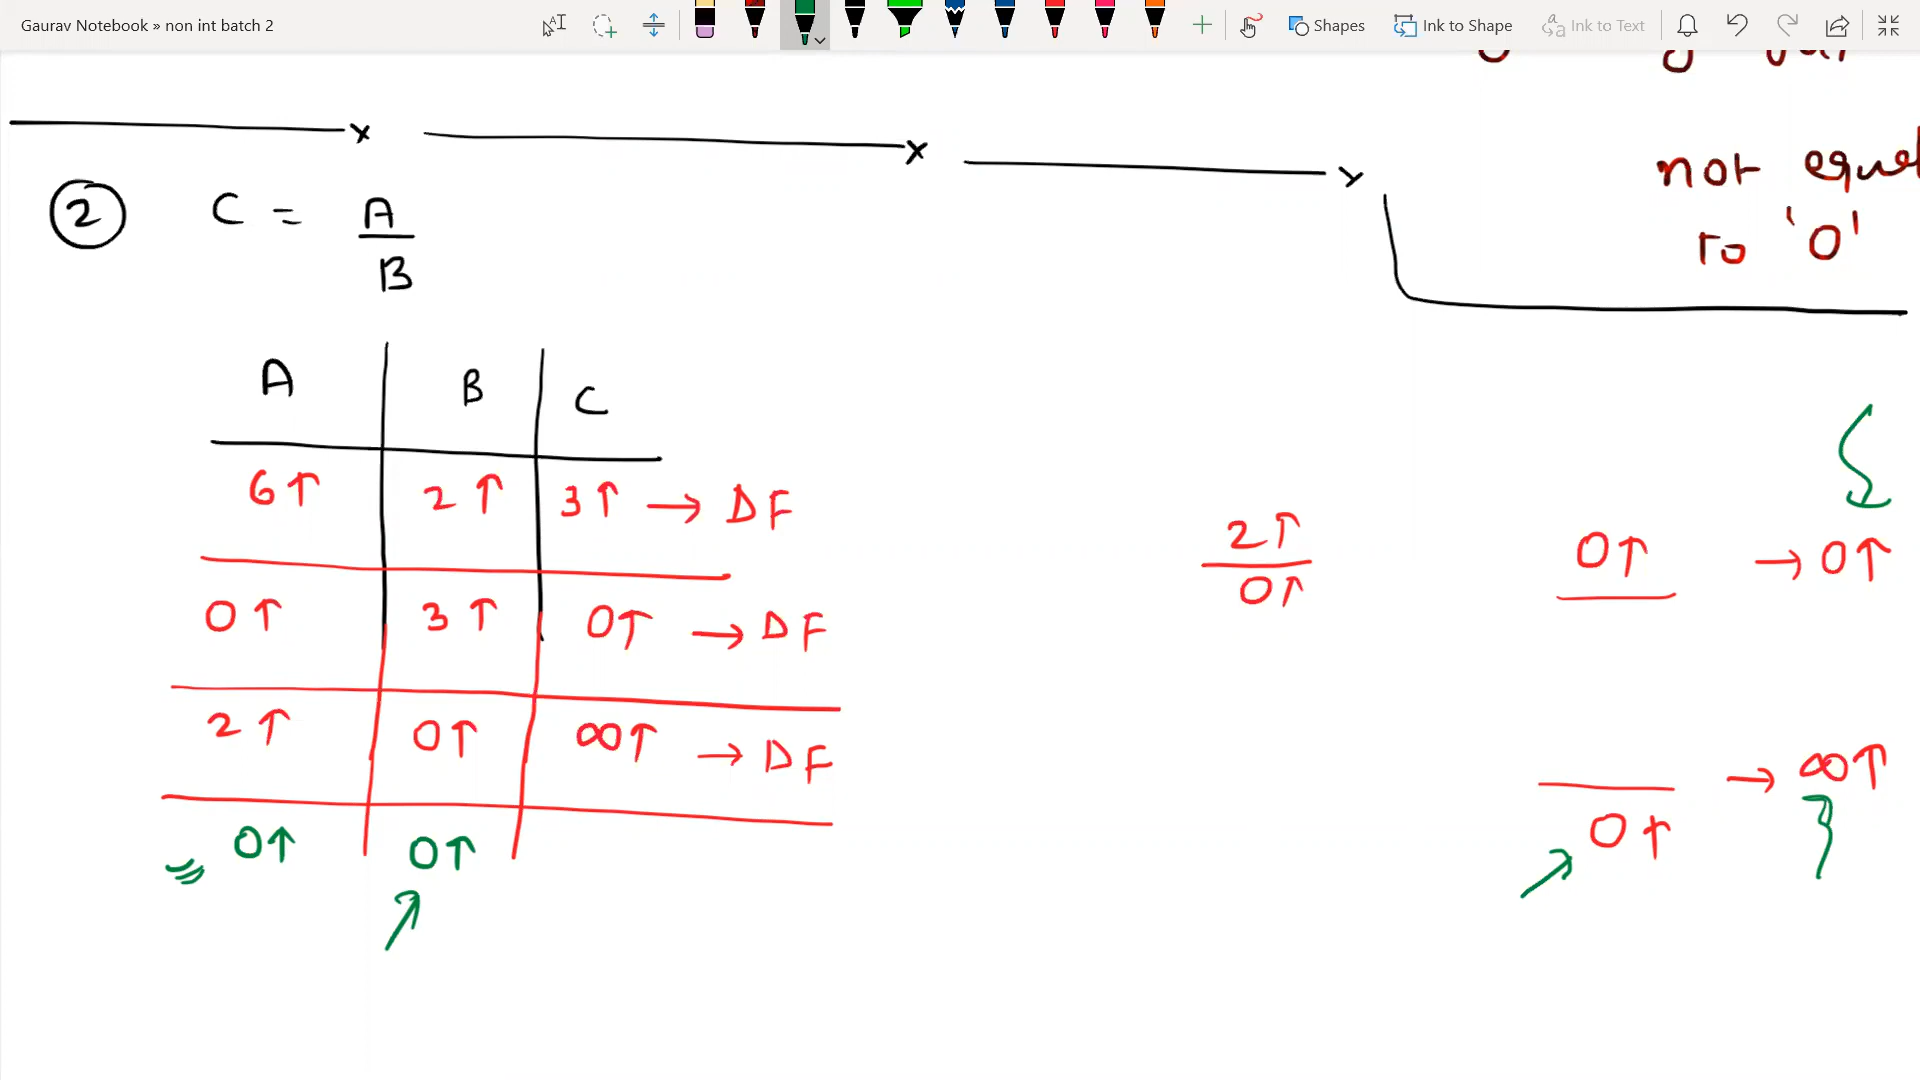 Gaurav Notebook » non int batch 2
Shapes
Ink to Shape
Ink to Text
not equal
to '0'
② C = A
B
A B C
6↑ 2↑ 3↑ → DF
0↑ 3↑ 0↑ → DF
2↑ 0↑ ∞↑ → DF
0↑ 0↑
2↑
0↑
0↑ → 0↑
→ ∞↑
0↑